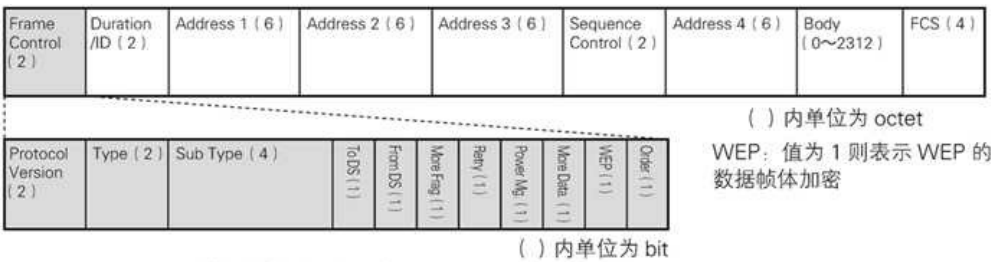 Frame Control（2）
Duration /ID（2）
Address 1（6）
Address 2（6）
Address 3（6）
Sequence Control（2）
Address 4（6）
Body（0～2312）
FCS（4）
（ ）内单位为 octet
Protocol Version（2）
Type（2）
Sub Type（4）
To DS（1）
From DS（1）
More Frag（1）
Retry（1）
Power Mg.（1）
More Data（1）
WEP（1）
Order（1）
WEP：值为 1 则表示 WEP 的
数据帧体加密
（ ）内单位为 bit